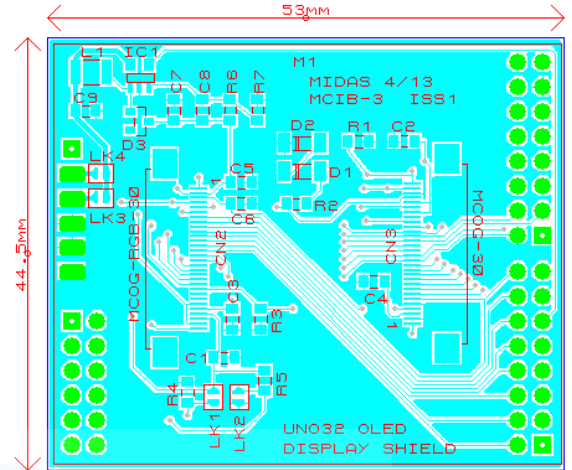 53mm
L1 IC1
M1
MIDAS 4/13
MCIB-3 ISS1
C7 C8 R6 R7
C9
D3
D2
R1 C2
LK4
D1
1
C5
LK3
C6
R2
MCOG-RGB-30
CN2
CN3
MCOG-30
44.5mm
C4
C3
R3
1
C1
R4
R5
LK1
LK2
UNO32 OLED
DISPLAY SHIELD